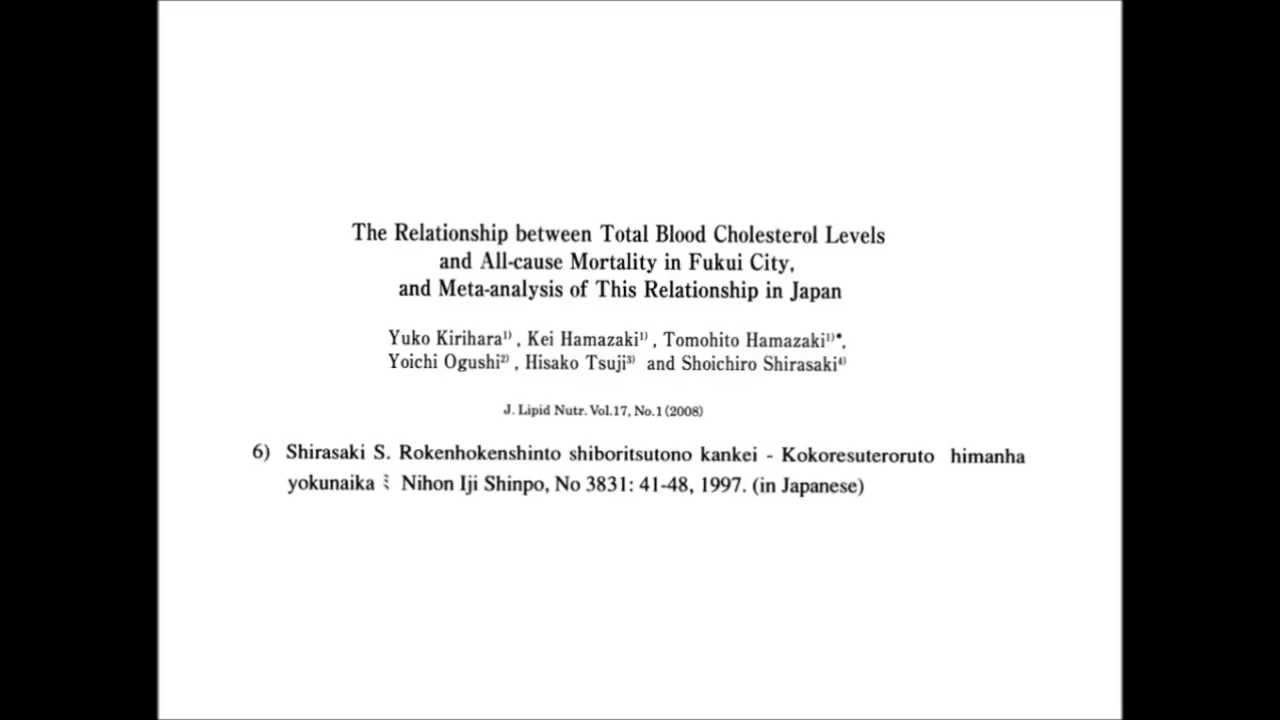 The Relationship between Total Blood Cholesterol Levels
and All-cause Mortality in Fukui City,
and Meta-analysis of This Relationship in Japan
Yuko Kirihara¹⁾, Kei Hamazaki¹⁾, Tomohito Hamazaki¹⁾*,
Yoichi Ogushi²⁾, Hisako Tsuji³⁾ and Shoichiro Shirasaki⁴⁾
J. Lipid Nutr. Vol.17, No.1 (2008)
6) Shirasaki S. Rokenhokenshinto shiboritsutono kankei - Kokoresuteroruto himanha
yokunaika Nihon Iji Shinpo, No 3831: 41-48, 1997. (in Japanese)